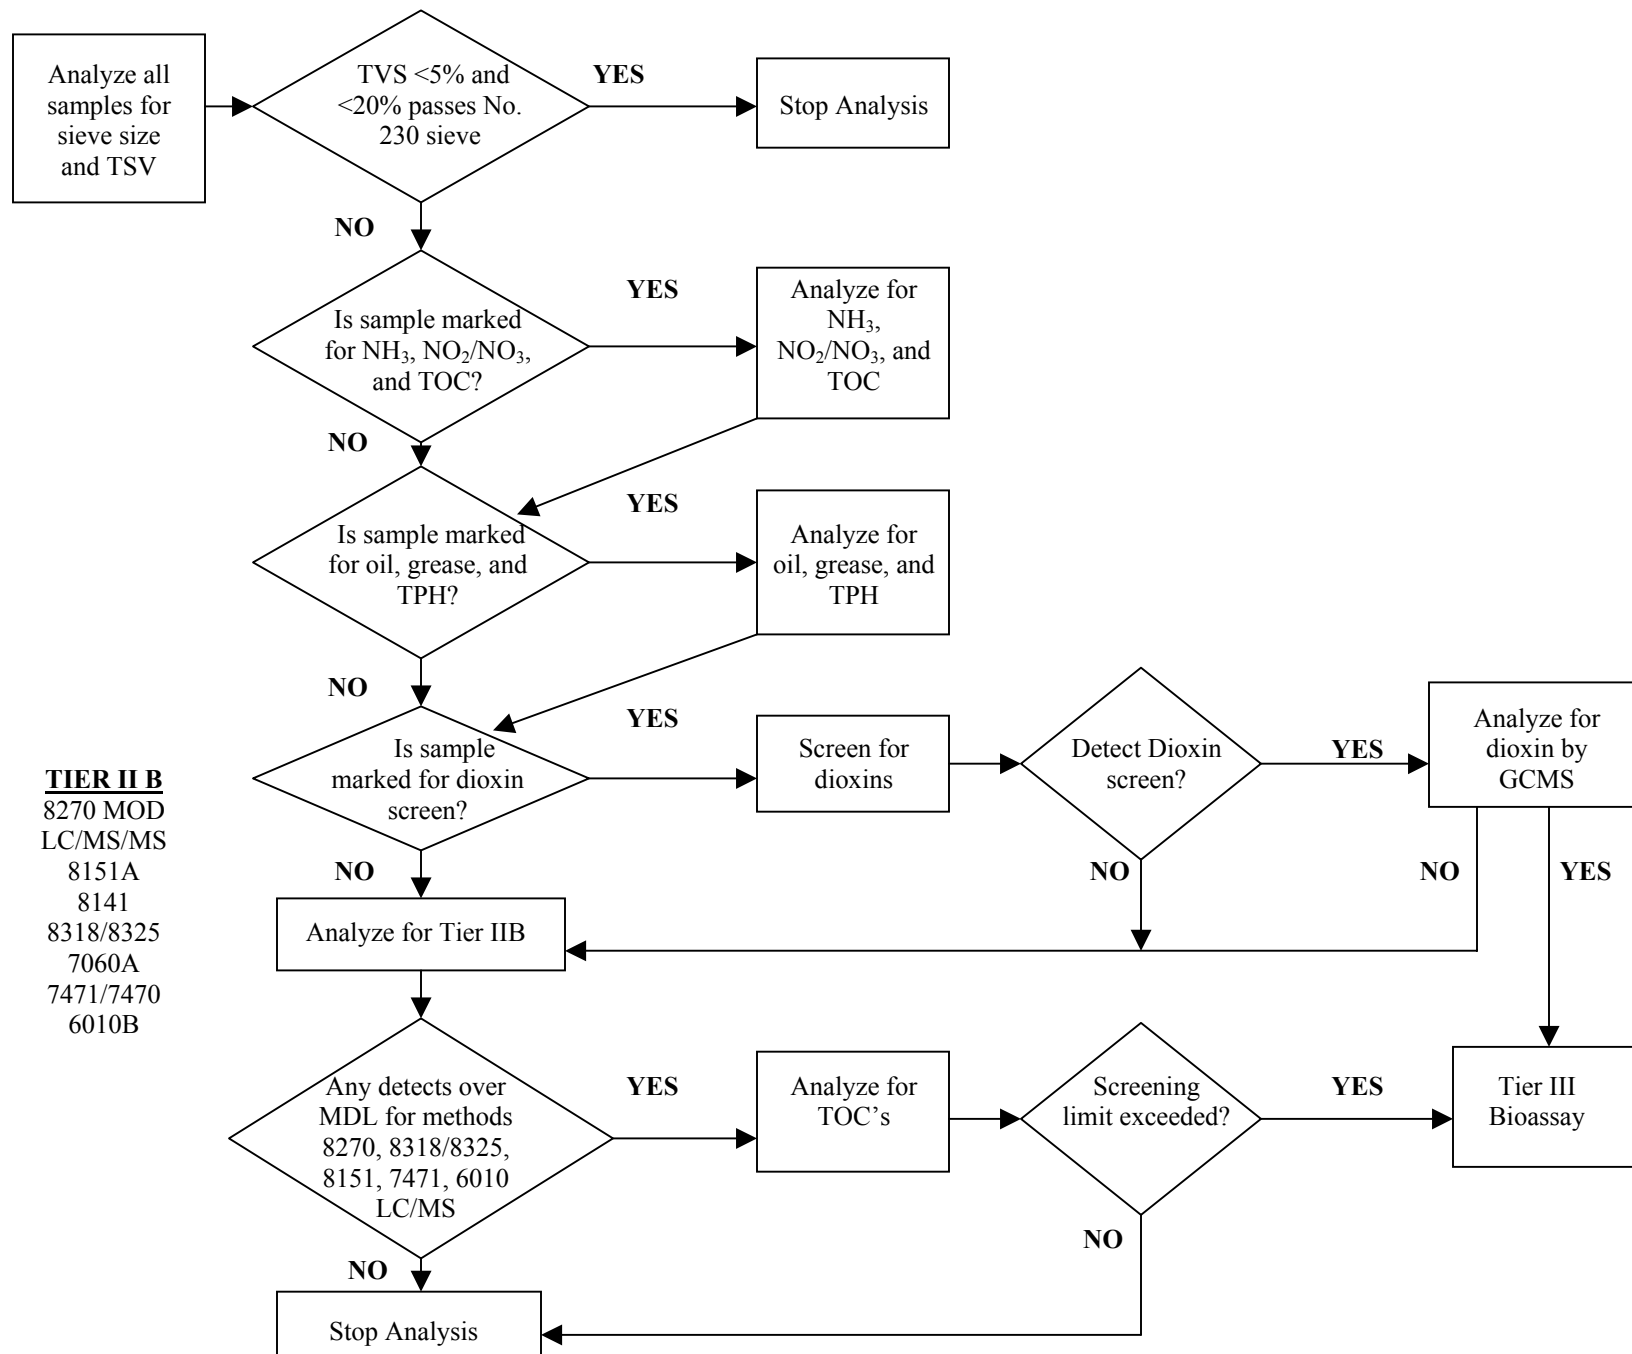 Analyze all
samples for
sieve size
and TSV
TVS <5% and
<20% passes No.
230 sieve
YES
Stop Analysis
NO
Is sample marked
for NH₃, NO₂/NO₃,
and TOC?
YES
Analyze for
NH₃,
NO₂/NO₃, and
TOC
NO
Is sample marked
for oil, grease, and
TPH?
YES
Analyze for
oil, grease, and
TPH
NO
Is sample
marked for dioxin
screen?
YES
Screen for
dioxins
Detect Dioxin
screen?
YES
Analyze for
dioxin by
GCMS
NO
NO
NO
YES
TIER II B
8270 MOD
LC/MS/MS
8151A
8141
8318/8325
7060A
7471/7470
6010B
Analyze for Tier IIB
Any detects over
MDL for methods
8270, 8318/8325,
8151, 7471, 6010
LC/MS
YES
Analyze for
TOC’s
Screening
limit exceeded?
YES
Tier III
Bioassay
NO
NO
Stop Analysis